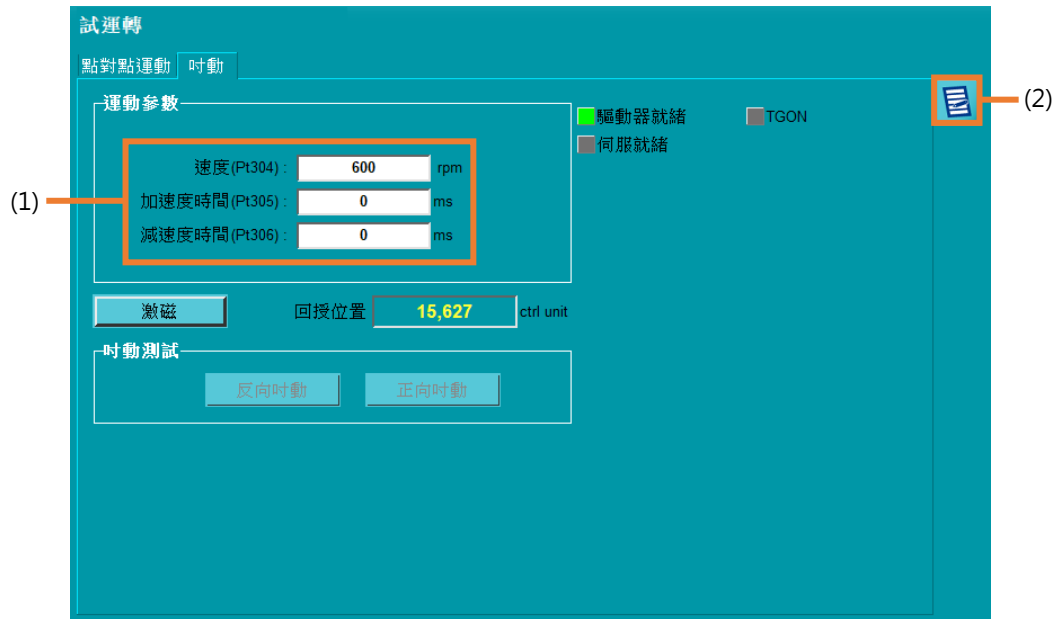 試運轉
點對點運動 吋動
運動參數
速度(Pt304) : 600 rpm
加速度時間(Pt305) : 0 ms
減速度時間(Pt306) : 0 ms
驅動器就緒 TGON
伺服就緒
(1)
(2)
激磁 回授位置 15,627 ctrl unit
吋動測試
反向吋動 正向吋動